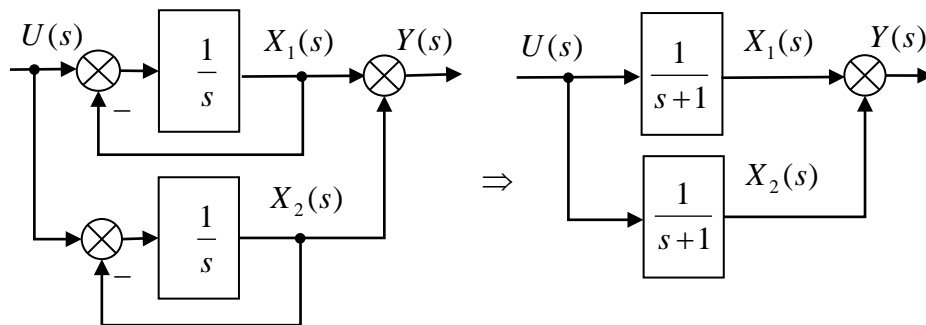 U(s)
1
s
X₁(s)
Y(s)
−
1
s
X₂(s)
−
⇒
U(s)
1
s+1
X₁(s)
Y(s)
1
s+1
X₂(s)